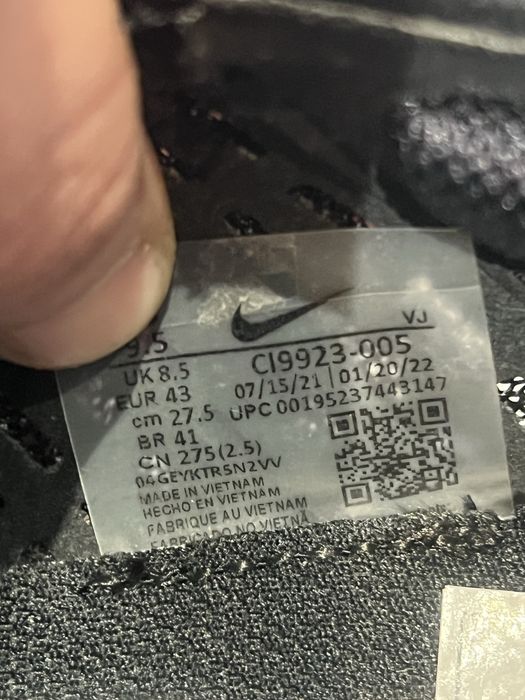 9.5
VJ
UK 8.5
CI9923-005
EUR 43
07/15/21 | 01/20/22
cm 27.5
UPC 00195237443147
BR 41
CN 275(2.5)
04GEYKTR5N2VV
MADE IN VIETNAM
HECHO EN VIETNAM
FABRIQUE AU VIETNAM
FABRICADO NO VIETNÃ